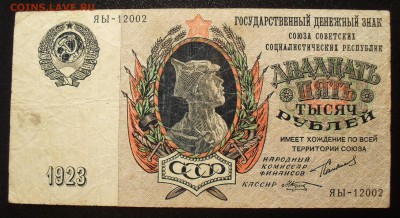 COINS.LAVE.RU
ЯЫ-12002
ГОСУДАРСТВЕННЫЙ ДЕНЕЖНЫЙ ЗНАК
СОЮЗА СОВЕТСКИХ
СОЦИАЛИСТИЧЕСКИХ РЕСПУБЛИК
ДВАДЦАТЬ
ПЯТЬ
ТЫСЯЧ
РУБЛЕЙ
ИМЕЕТ ХОЖДЕНИЕ ПО ВСЕЙ
ТЕРРИТОРИИ СОЮЗА
НАРОДНЫЙ
КОМИССАР
ФИНАНСОВ
КАССИР
ЯЫ-12002
1923
СССР